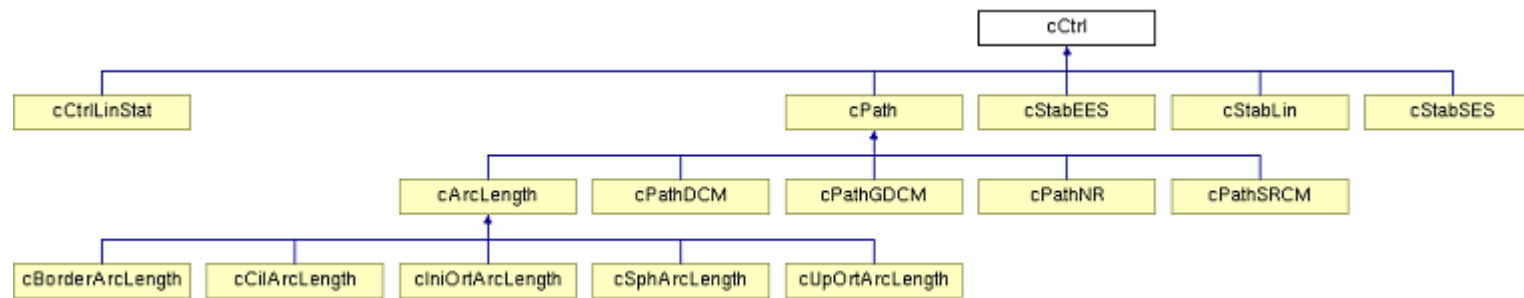 cCtrl
cCtrlLinStat
cPath
cStabEES
cStabLin
cStabSES
cArcLength
cPathDCM
cPathGDCM
cPathNR
cPathSRCM
cBorderArcLength
cCilArcLength
cIniOrtArcLength
cSphArcLength
cUpOrtArcLength